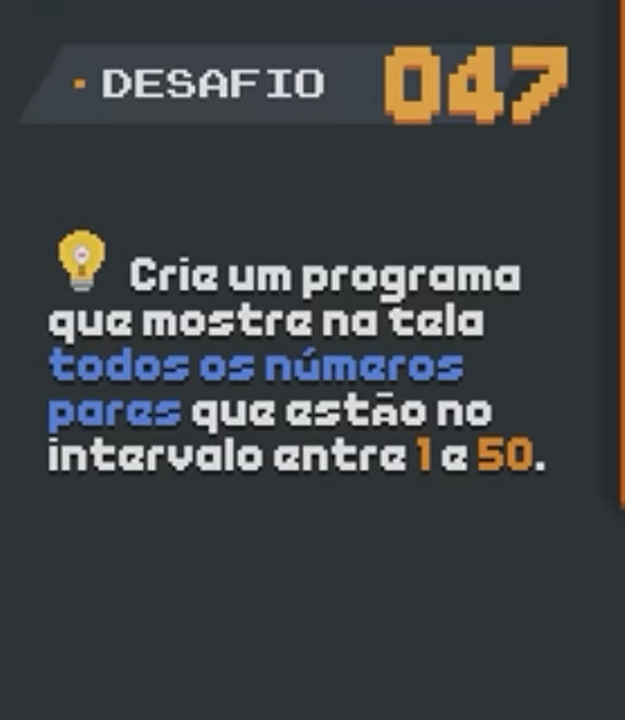 DESAFIO 047
Crie um programa
que mostre na tela
todos os números
pares que estão no
intervalo entre 1 e 50.